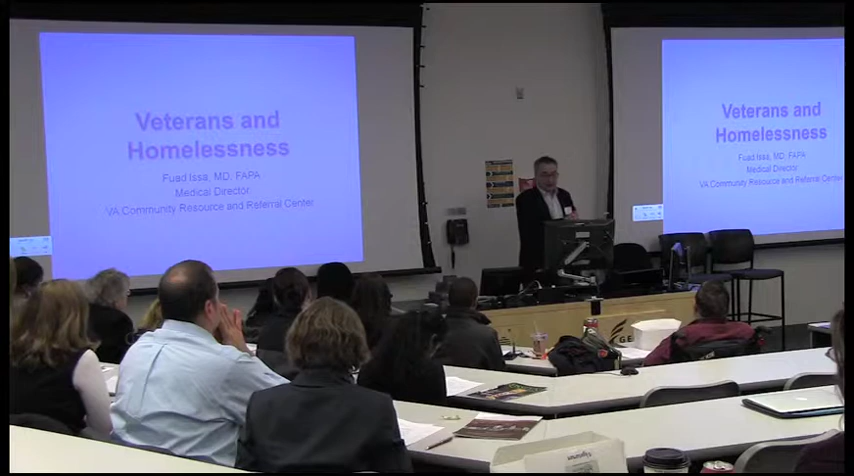 Veterans and
Homelessness
Fuad Issa, MD, FAPA
Medical Director
VA Community Resource and Referral Center
Veterans and
Homelessness
Fuad Issa, MD, FAPA
Medical Director
VA Community Resource and Referral Center
GE